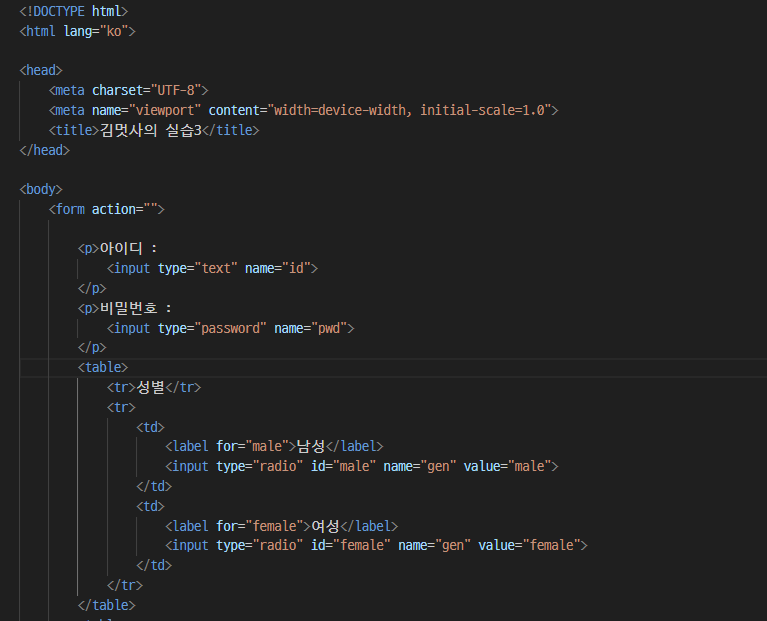 <!DOCTYPE html>
<html lang="ko">
<head>
<meta charset="UTF-8">
<meta name="viewport" content="width=device-width, initial-scale=1.0">
<title>김멋사의 실습3</title>
</head>
<body>
<form action="">
<p>아이디 :
<input type="text" name="id">
</p>
<p>비밀번호 :
<input type="password" name="pwd">
</p>
<table>
<tr>성별</tr>
<tr>
<td>
<label for="male">남성</label>
<input type="radio" id="male" name="gen" value="male">
</td>
<td>
<label for="female">여성</label>
<input type="radio" id="female" name="gen" value="female">
</td>
</tr>
</table>